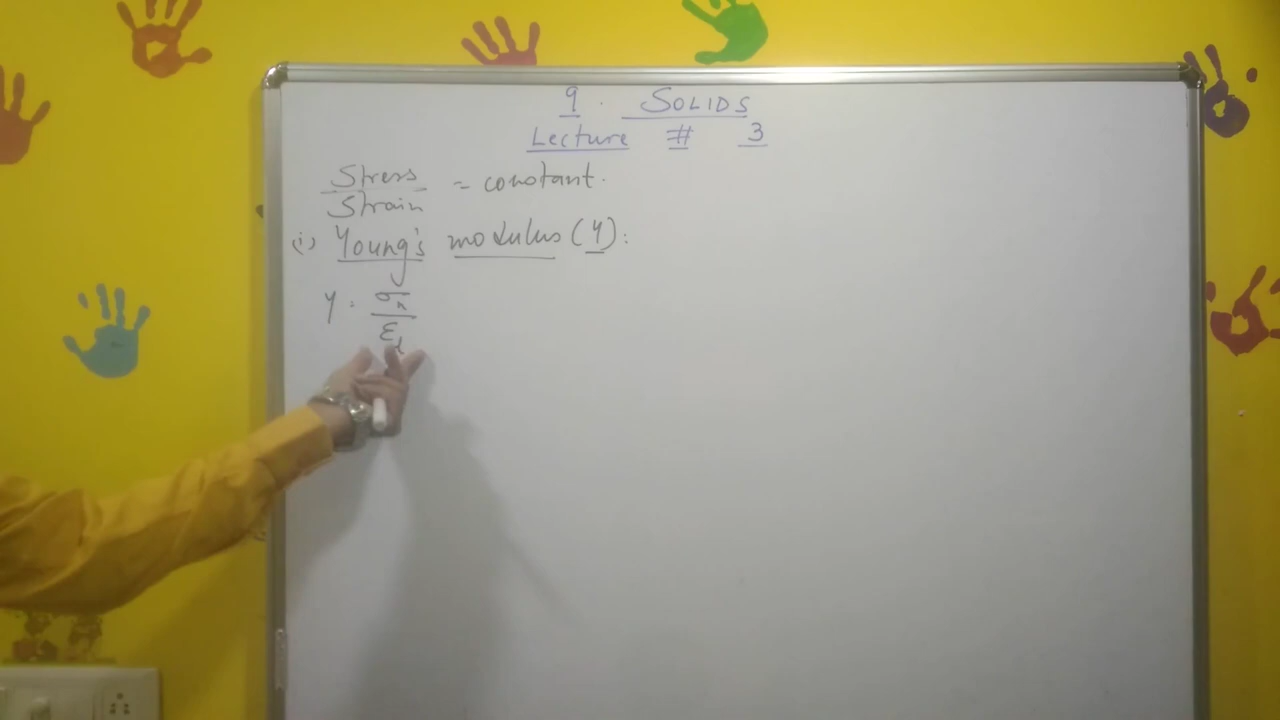 9. SOLIDS
Lecture # 3
Stress
Strain = constant.
(i) Young's modulus (Y):
Y = σn
εl